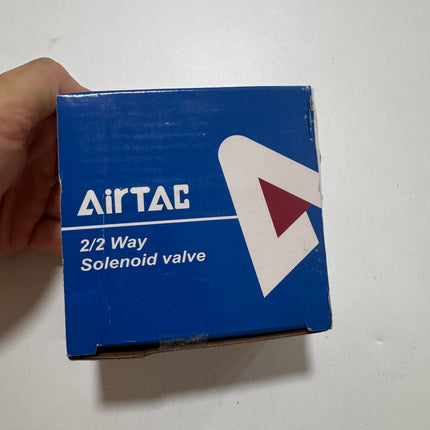 AirTAC
2/2 Way
Solenoid valve